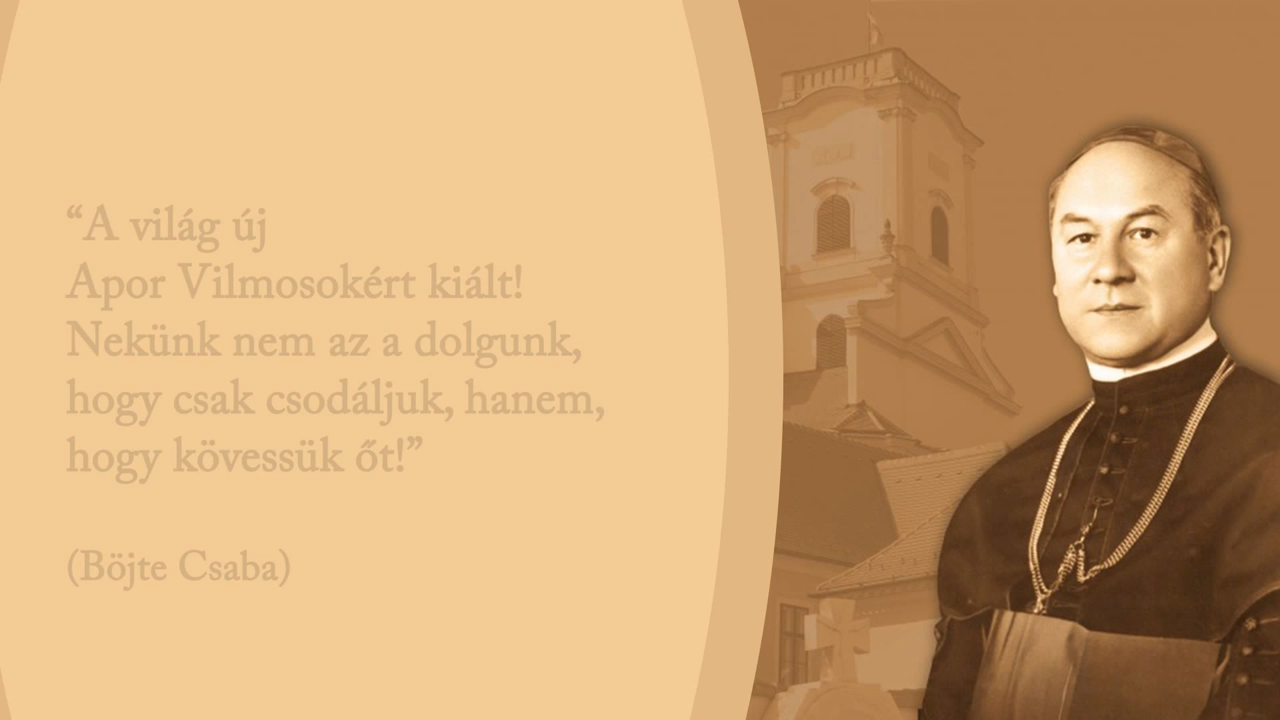 “A világ új
Apor Vilmosokért kiált!
Nekünk nem az a dolgunk,
hogy csak csodáljuk, hanem,
hogy kövessük őt!”
(Böjte Csaba)